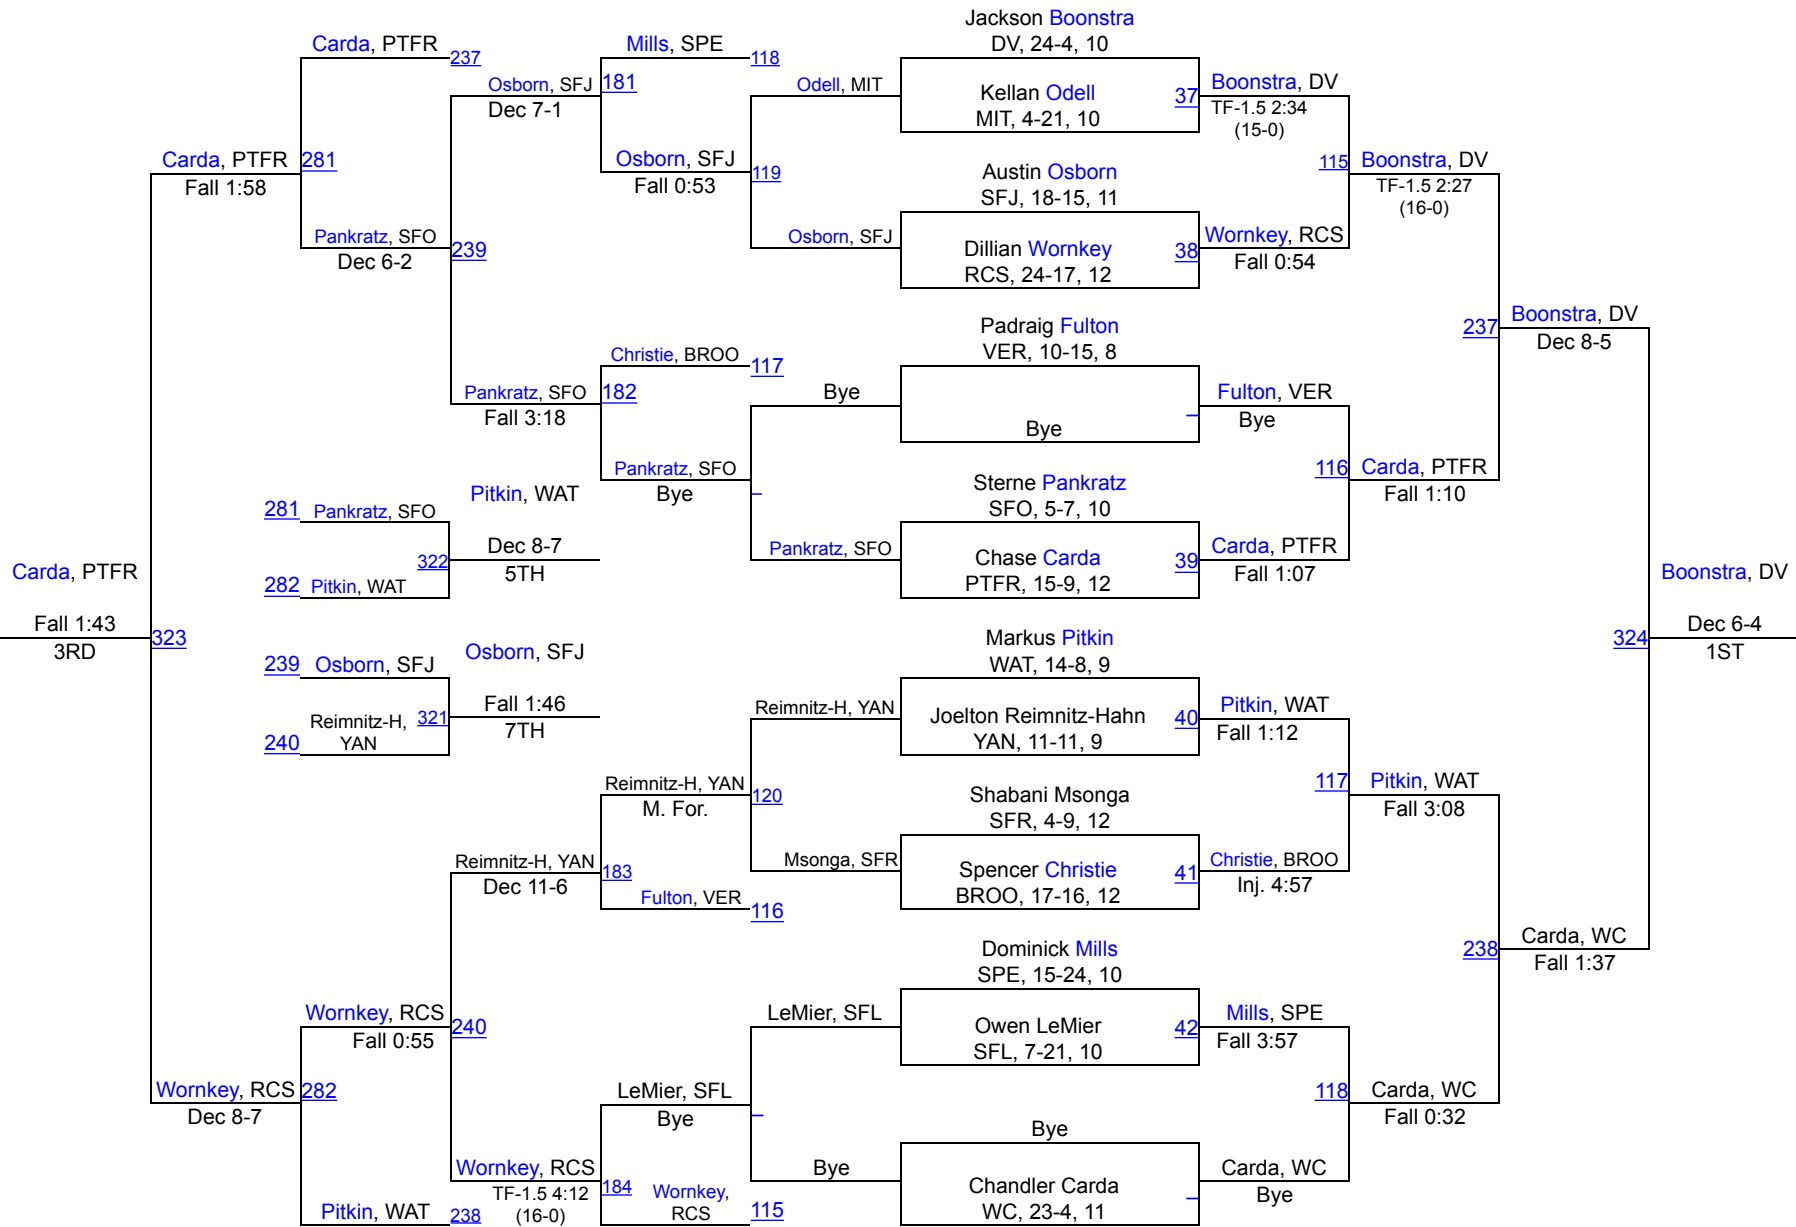 Jackson Boonstra
DV, 24-4, 10
Kellan Odell
MIT, 4-21, 10
37
Austin Osborn
SFJ, 18-15, 11
Dillian Wornkey
RCS, 24-17, 12
38
Padraig Fulton
VER, 10-15, 8
Bye
Sterne Pankratz
SFO, 5-7, 10
Chase Carda
PTFR, 15-9, 12
39
Markus Pitkin
WAT, 14-8, 9
Joelton Reimnitz-Hahn
YAN, 11-11, 9
40
Shabani Msonga
SFR, 4-9, 12
Spencer Christie
BROO, 17-16, 12
41
Dominick Mills
SPE, 15-24, 10
Owen LeMier
SFL, 7-21, 10
42
Bye
Chandler Carda
WC, 23-4, 11
Boonstra, DV
TF-1.5 2:34
(15-0)
115
Wornkey, RCS
Fall 0:54
Fulton, VER
Bye
116
Carda, PTFR
Fall 1:07
Pitkin, WAT
Fall 1:12
117
Christie, BROO
Inj. 4:57
Mills, SPE
Fall 3:57
118
Carda, WC
Bye
Boonstra, DV
TF-1.5 2:27
(16-0)
237
Carda, PTFR
Fall 1:10
Pitkin, WAT
Fall 3:08
238
Carda, WC
Fall 0:32
Boonstra, DV
Dec 8-5
Carda, WC
Fall 1:37
324
Boonstra, DV
Dec 6-4
1ST
Odell, MIT
119
Osborn, SFJ
Bye
Pankratz, SFO
Reimnitz-H, YAN
120
Msonga, SFR
LeMier, SFL
Bye
Mills, SPE
118
181
Osborn, SFJ
Fall 0:53
Christie, BROO
117
182
Pankratz, SFO
Bye
Reimnitz-H, YAN
M. For.
183
Fulton, VER
116
LeMier, SFL
Bye
184
Wornkey,
RCS
115
Osborn, SFJ
Dec 7-1
239
Pankratz, SFO
Fall 3:18
Reimnitz-H, YAN
Dec 11-6
240
Wornkey, RCS
TF-1.5 4:12
(16-0)
Carda, PTFR
237
281
Pankratz, SFO
Dec 6-2
Wornkey, RCS
Fall 0:55
282
Pitkin, WAT
238
Carda, PTFR
Fall 1:58
323
Wornkey, RCS
Dec 8-7
Carda, PTFR
Fall 1:43
3RD
281
Pankratz, SFO
322
282
Pitkin, WAT
Pitkin, WAT
Dec 8-7
5TH
239
Osborn, SFJ
321
240
Reimnitz-H,
YAN
Osborn, SFJ
Fall 1:46
7TH